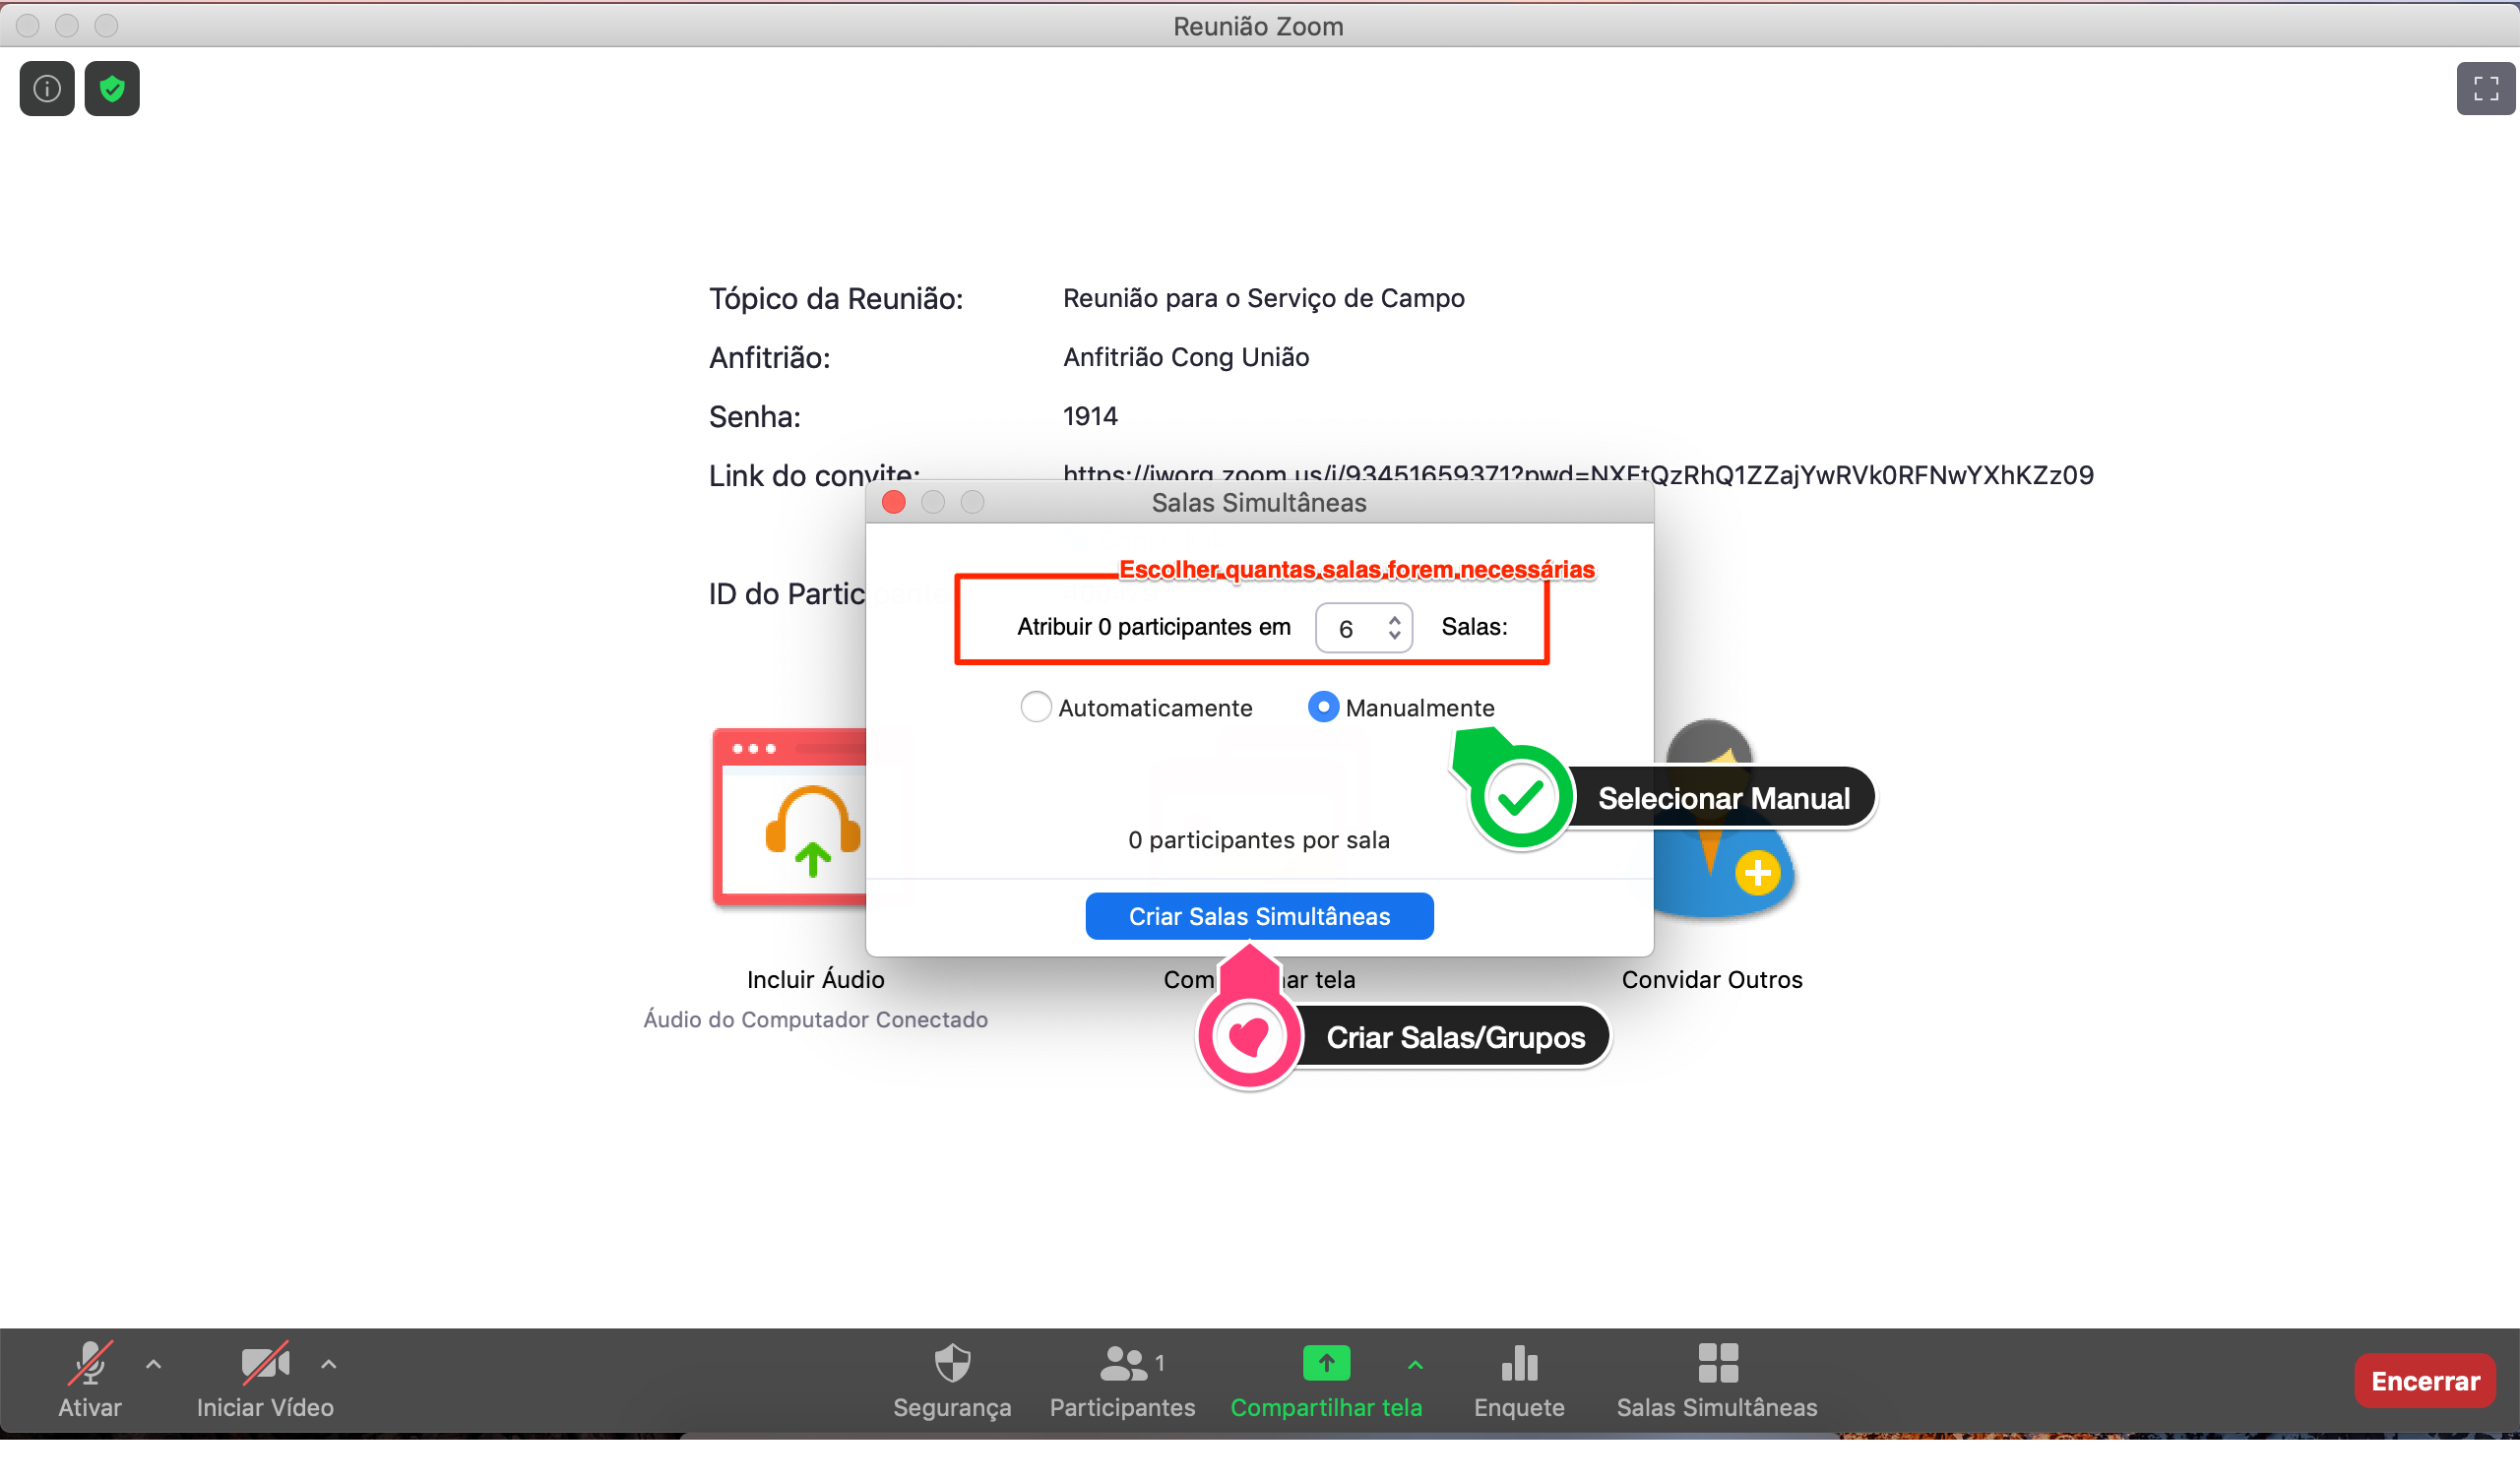 Reunião Zoom
Tópico da Reunião: Reunião para o Serviço de Campo
Anfitrião: Anfitrião Cong União
Senha: 1914
Link do convite: https://jworg.zoom.us/j/93451659371?pwd=NXEtQzRhQ1ZZajYwRVk0RFNwYXhKZz09
Salas Simultâneas
Escolher quantas salas forem necessárias
ID do Partic
Atribuir 0 participantes em 6 Salas:
Automaticamente Manualmente
Selecionar Manual
0 participantes por sala
Criar Salas Simultâneas
Incluir Áudio Com ar tela Convidar Outros
Áudio do Computador Conectado
Criar Salas/Grupos
1
Ativar Iniciar Vídeo Segurança Participantes Compartilhar tela Enquete Salas Simultâneas Encerrar